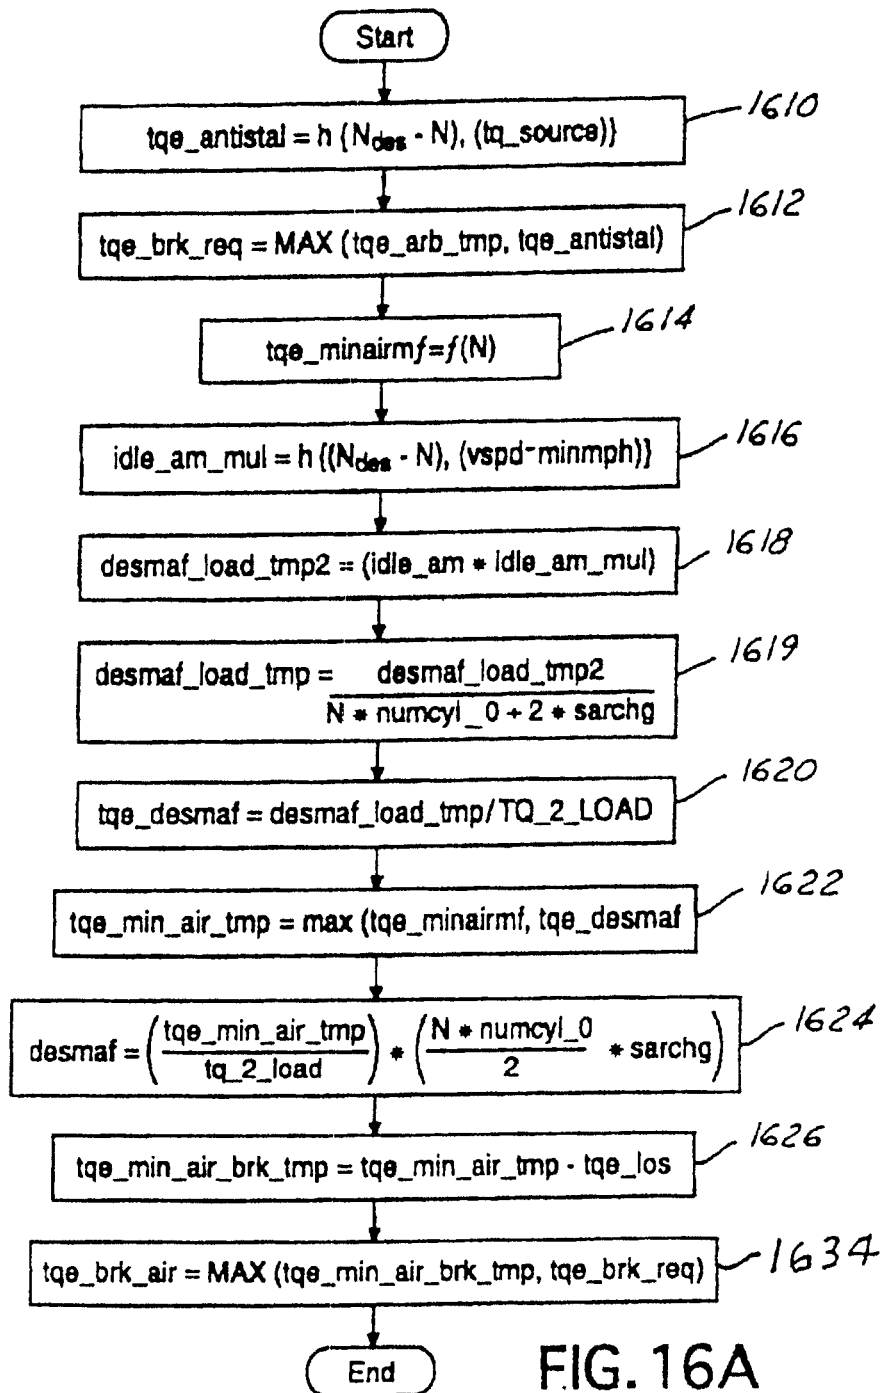 Start
tqe_antistal = h (N_des - N), (tq_source)}
1610
tqe_brk_req = MAX (tqe_arb_tmp, tqe_antistal)
1612
tqe_minairmf=f(N)
1614
idle_am_mul = h {(N_des - N), (vspd-minmph)}
1616
desmaf_load_tmp2 = (idle_am * idle_am_mul)
1618
desmaf_load_tmp = desmaf_load_tmp2
N * numcyl_0 ÷ 2 * sarchg
1619
tqe_desmaf = desmaf_load_tmp/TQ_2_LOAD
1620
tqe_min_air_tmp = max (tqe_minairmf, tqe_desmaf
1622
desmaf = (tqe_min_air_tmp / tq_2_load) * (N * numcyl_0 / 2 * sarchg)
1624
tqe_min_air_brk_tmp = tqe_min_air_tmp - tqe_los
1626
tqe_brk_air = MAX (tqe_min_air_brk_tmp, tqe_brk_req)
1634
End
FIG. 16A